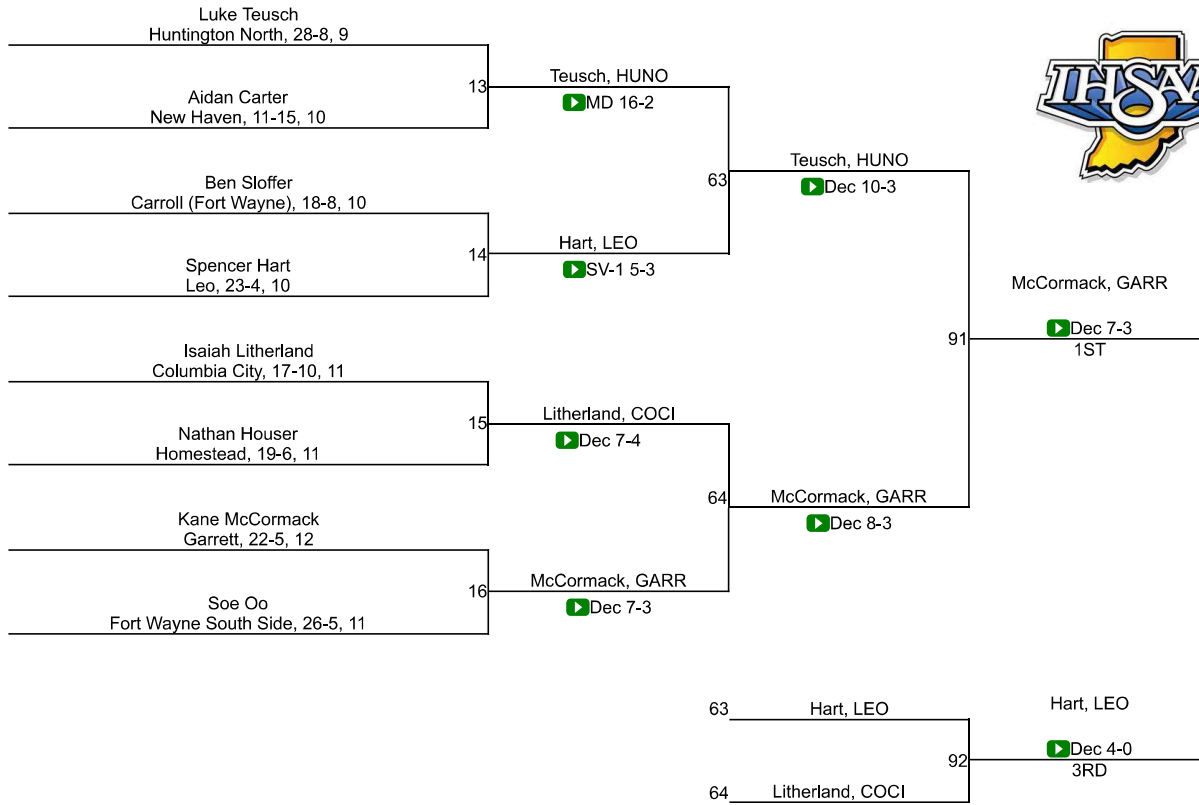 Luke Teusch
Huntington North, 28-8, 9
13
Teusch, HUNO
MD 16-2
Aidan Carter
New Haven, 11-15, 10
63
Teusch, HUNO
Dec 10-3
Ben Sloffer
Carroll (Fort Wayne), 18-8, 10
14
Hart, LEO
SV-1 5-3
Spencer Hart
Leo, 23-4, 10
IHSAA
McCormack, GARR
91
Dec 7-3
1ST
Isaiah Litherland
Columbia City, 17-10, 11
15
Litherland, COCI
Dec 7-4
Nathan Houser
Homestead, 19-6, 11
64
McCormack, GARR
Dec 8-3
Kane McCormack
Garrett, 22-5, 12
16
McCormack, GARR
Dec 7-3
Soe Oo
Fort Wayne South Side, 26-5, 11
63
Hart, LEO
92
Hart, LEO
Dec 4-0
3RD
64
Litherland, COCI